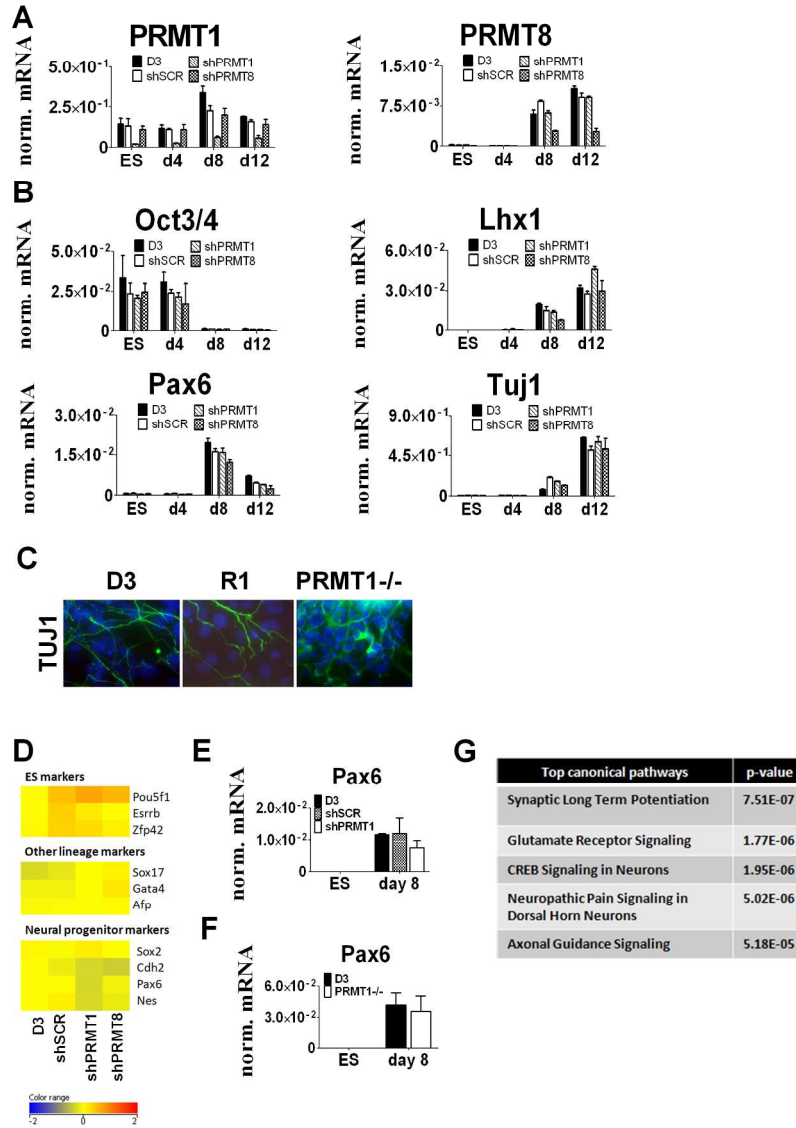 A
PRMT1
norm. mRNA
5.0×10-1
2.5×10-1
0
D3 shPRMT1
shSCR shPRMT8
ES d4 d8 d12
PRMT8
norm. mRNA
1.5×10-2
7.5×10-3
0
D3 shPRMT1
shSCR shPRMT8
ES d4 d8 d12
B
Oct3/4
norm. mRNA
5.0×10-2
2.5×10-2
0
D3 shPRMT1
shSCR shPRMT8
ES d4 d8 d12
Lhx1
norm. mRNA
6.0×10-2
3.0×10-2
0
D3 shPRMT1
shSCR shPRMT8
ES d4 d8 d12
Pax6
norm. mRNA
3.0×10-2
1.5×10-2
0
D3 shPRMT1
shSCR shPRMT8
ES d4 d8 d12
Tuj1
norm. mRNA
9.0×10-1
4.5×10-1
0
D3 shPRMT1
shSCR shPRMT8
ES d4 d8 d12
C
D3 R1 PRMT1-/-
TUJ1
D
ES markers
Pou5f1
Esrrb
Zfp42
Other lineage markers
Sox17
Gata4
Afp
Neural progenitor markers
Sox2
Cdh2
Pax6
Nes
D3 shSCR shPRMT1 shPRMT8
Color range
-2 0 2
E
Pax6
norm. mRNA
2.0×10-2
1.0×10-2
0
D3
shSCR
shPRMT1
ES day 8
F
Pax6
norm. mRNA
6.0×10-2
3.0×10-2
0
D3
PRMT1-/-
ES day 8
G
Top canonical pathways p-value
Synaptic Long Term Potentiation 7.51E-07
Glutamate Receptor Signaling 1.77E-06
CREB Signaling in Neurons 1.95E-06
Neuropathic Pain Signaling in 5.02E-06
Dorsal Horn Neurons
Axonal Guidance Signaling 5.18E-05